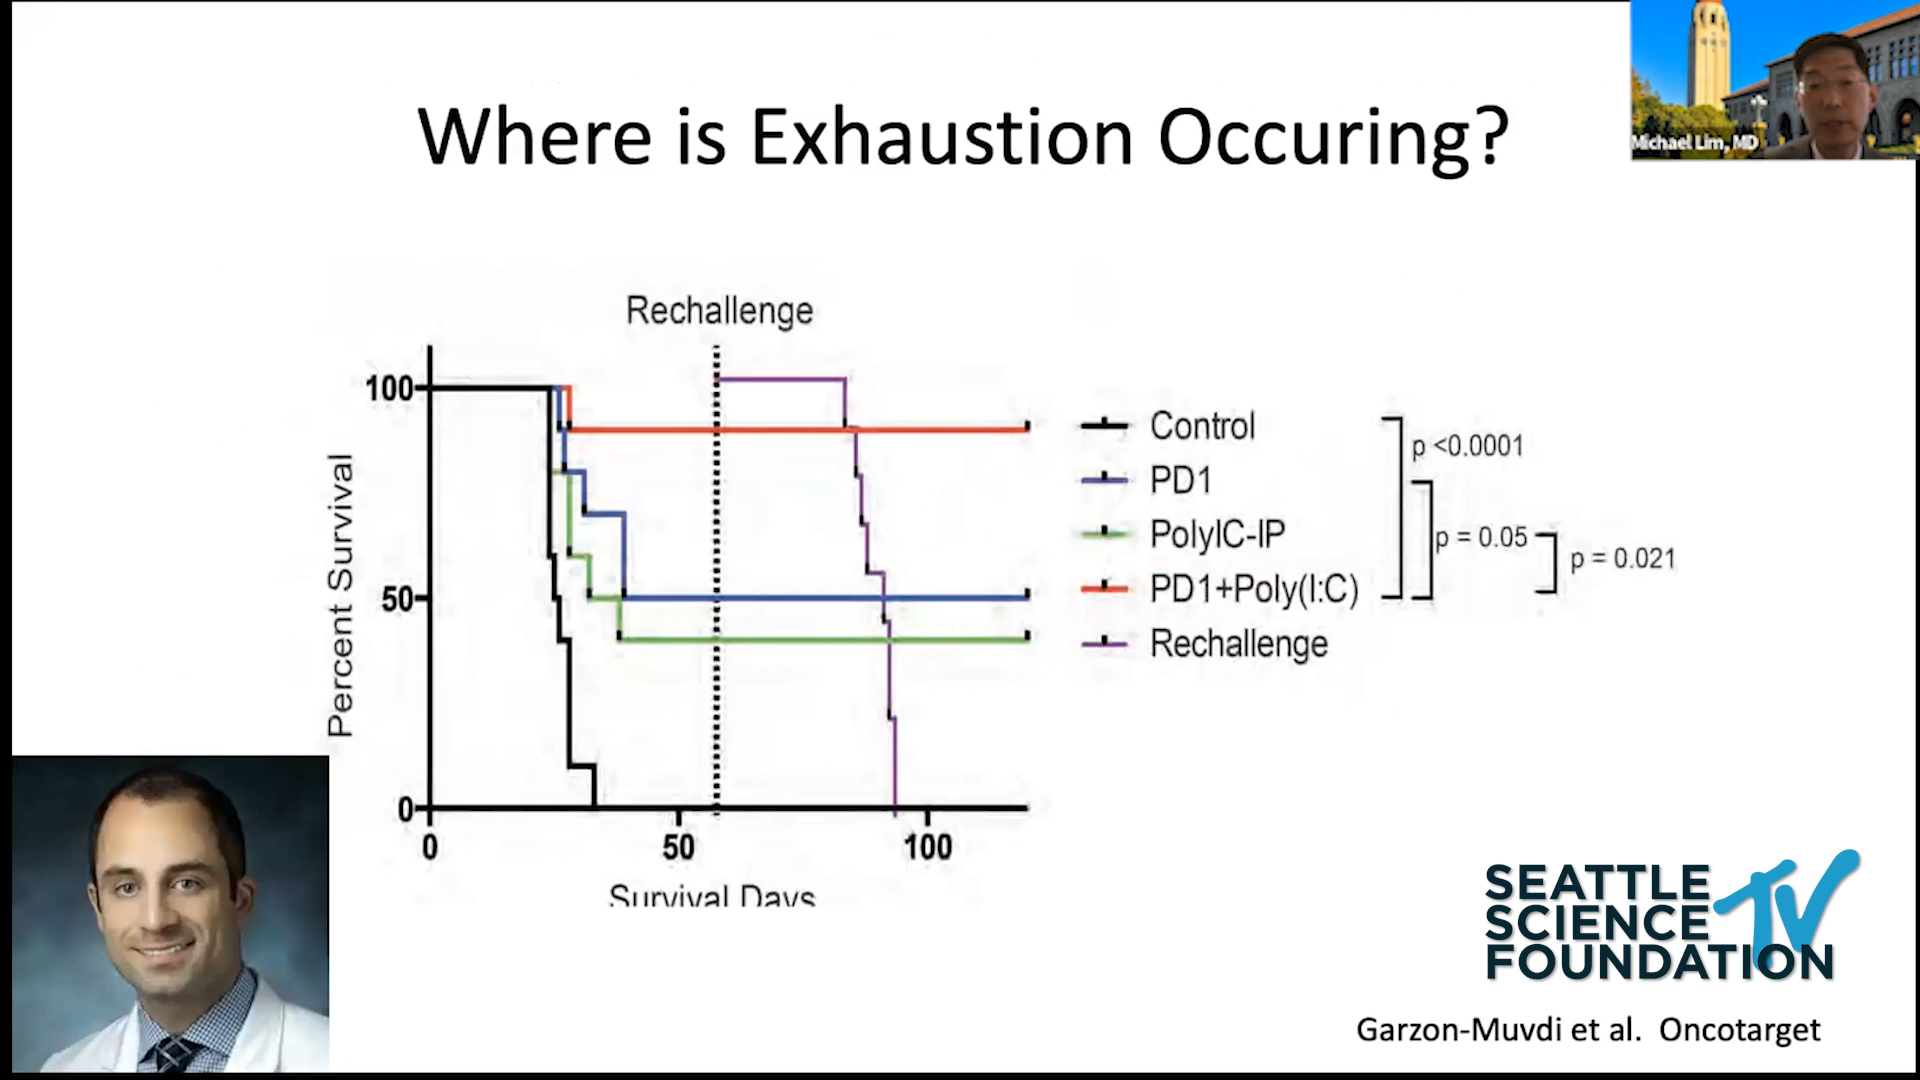 Where is Exhaustion Occuring?
Michael Lim, MD
Rechallenge
100
50
0
Percent Survival
0
50
100
Survival Days
Control
PD1
PolyIC-IP
PD1+Poly(I:C)
Rechallenge
p <0.0001
p = 0.05
p = 0.021
SEATTLE
SCIENCE
FOUNDATION
TV
Garzon-Muvdi et al. Oncotarget